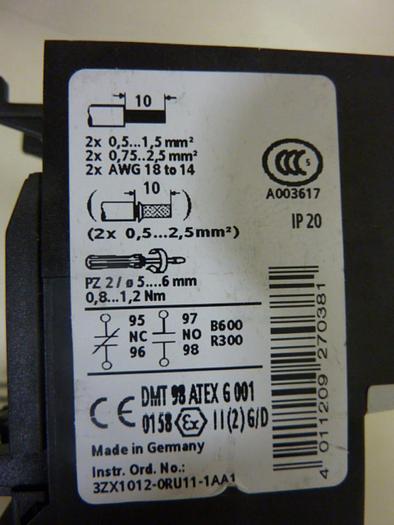 10
2x 0,5...1,5 mm²
2x 0,75...2,5 mm²
2x AWG 18 to 14
10
(2x 0,5...2,5mm²)
PZ 2 / ø 5....6 mm
0,8...1,2 Nm
CCC S
A003617
IP 20
95 97
NC NO B600
96 98 R300
DMT 98 ATEX G 001
CE 0158 Ex II (2) G/D
Made in Germany
Instr. Ord. No.:
3ZX1012-0RU11-1AA1
4 011209 270381